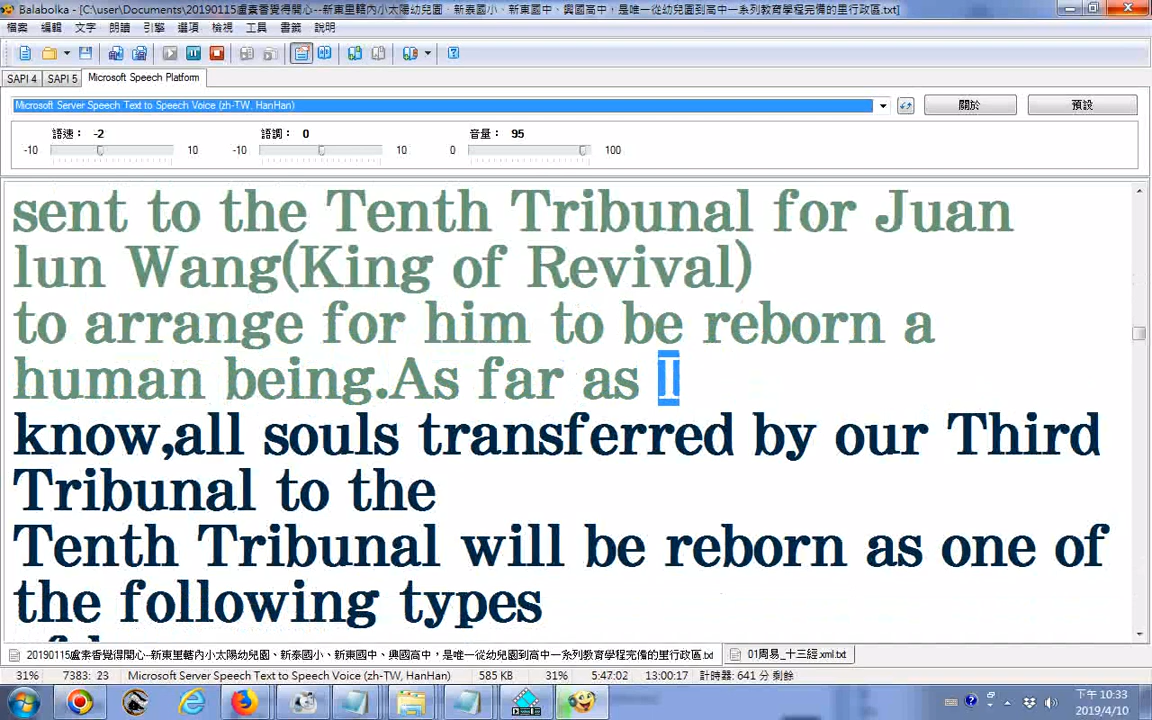 Balabolka - [C:\user\Documents\20190115盧素香覺得開心--新東里轄內小太陽幼兒園、新泰國小、新東國中、興國高中，是唯一從幼兒園到高中一系列教育學程完備的里行政區.txt]
檔案 編輯 文字 朗讀 引擎 選項 檢視 工具 書籤 說明
SAPI 4 SAPI 5 Microsoft Speech Platform
Microsoft Server Speech Text to Speech Voice (zh-TW, HanHan) 關於 預設
語速： -2 語調： 0 音量： 95
-10 10 -10 10 0 100
sent to the Tenth Tribunal for Juan
lun Wang(King of Revival)
to arrange for him to be reborn a
human being.As far as I
know,all souls transferred by our Third
Tribunal to the
Tenth Tribunal will be reborn as one of
the following types
20190115盧素香覺得開心--新東里轄內小太陽幼兒園、新泰國小、新東國中、興國高中，是唯一從幼兒園到高中一系列教育學程完備的里行政區.txt 01周易_十三經.xml.txt
31% 7383: 23 Microsoft Server Speech Text to Speech Voice (zh-TW, HanHan) 585 KB 31% 5:47:02 13:00:17 計時器: 641 分 剩餘
下午 10:33
2019/4/10